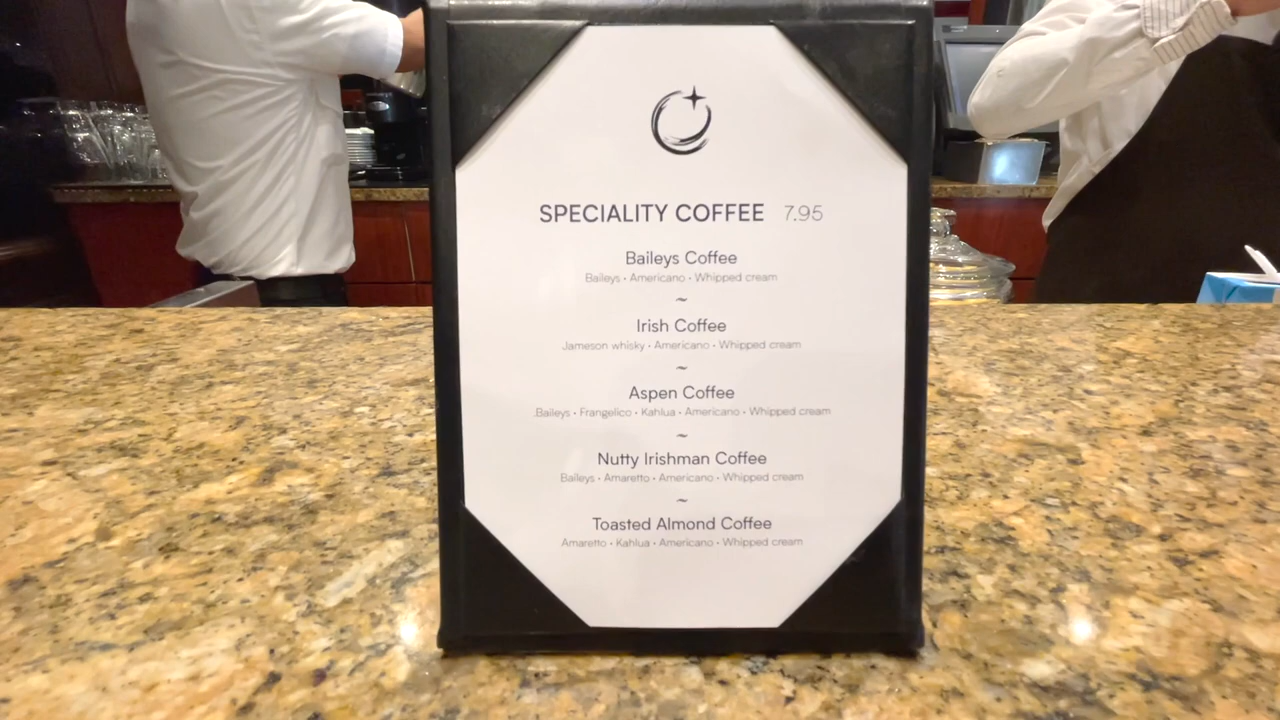 SPECIALITY COFFEE 7.95
Baileys Coffee
Baileys • Americano • Whipped cream
~
Irish Coffee
Jameson whisky • Americano • Whipped cream
~
Aspen Coffee
Baileys • Frangelico • Kahlua • Americano • Whipped cream
~
Nutty Irishman Coffee
Baileys • Amaretto • Americano • Whipped cream
~
Toasted Almond Coffee
Amaretto • Kahlua • Americano • Whipped cream